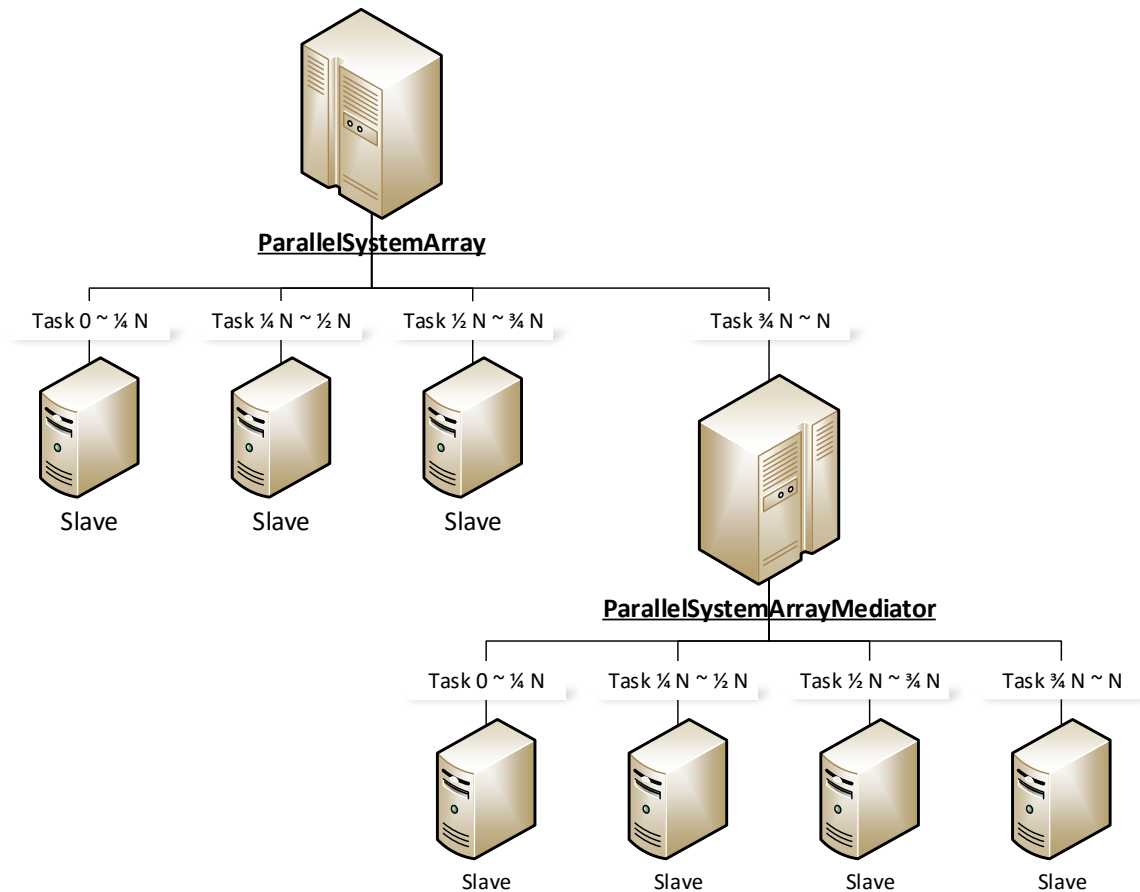 ParallelSystemArray
Task 0 ~ ¼ N
Task ¼ N ~ ½ N
Task ½ N ~ ¾ N
Task ¾ N ~ N
Slave
Slave
Slave
ParallelSystemArrayMediator
Task 0 ~ ¼ N
Task ¼ N ~ ½ N
Task ½ N ~ ¾ N
Task ¾ N ~ N
Slave
Slave
Slave
Slave